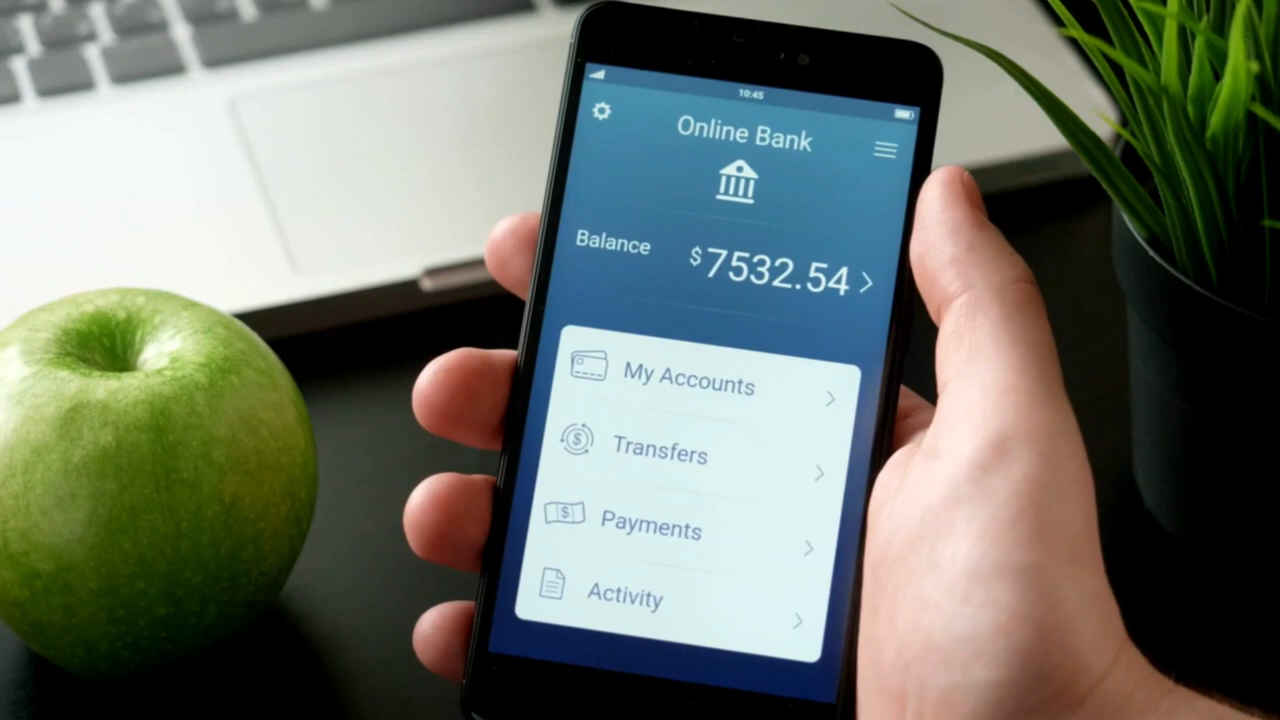 10:45
Online Bank
Balance $7532.54
My Accounts
Transfers
Payments
Activity